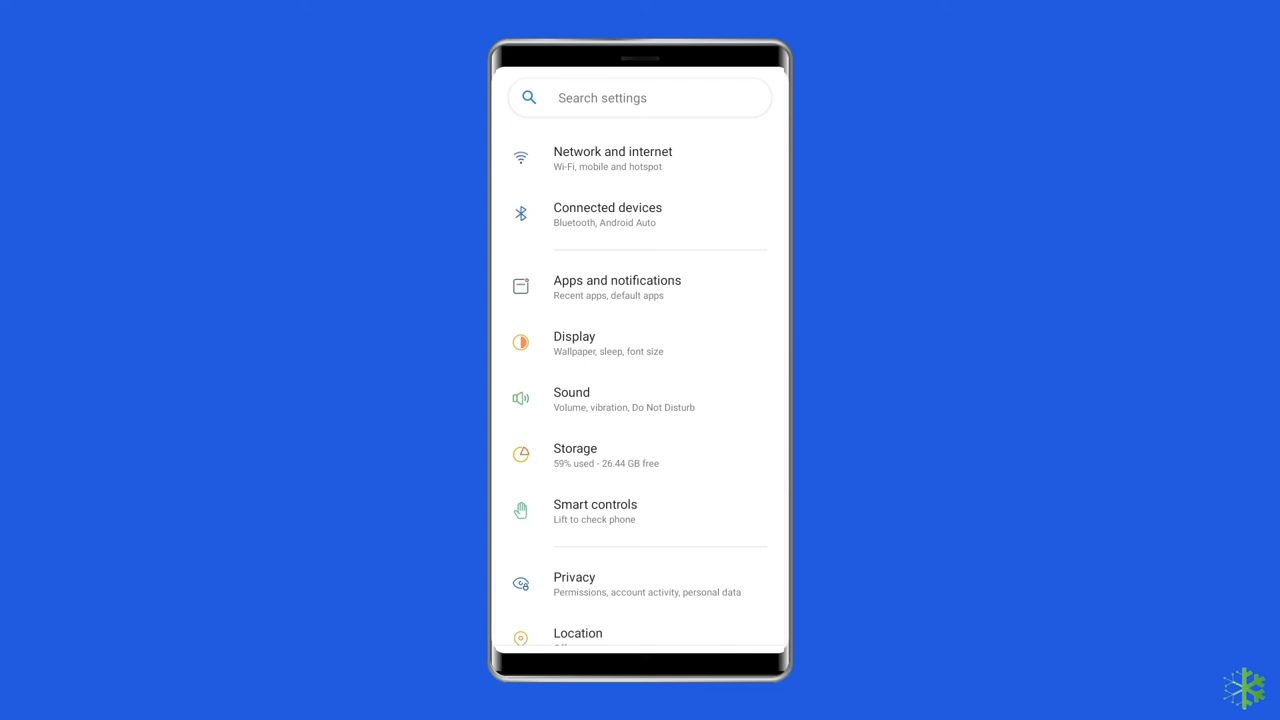 Search settings
Network and internet
Wi-Fi, mobile and hotspot
Connected devices
Bluetooth, Android Auto
Apps and notifications
Recent apps, default apps
Display
Wallpaper, sleep, font size
Sound
Volume, vibration, Do Not Disturb
Storage
59% used - 26.44 GB free
Smart controls
Lift to check phone
Privacy
Permissions, account activity, personal data
Location